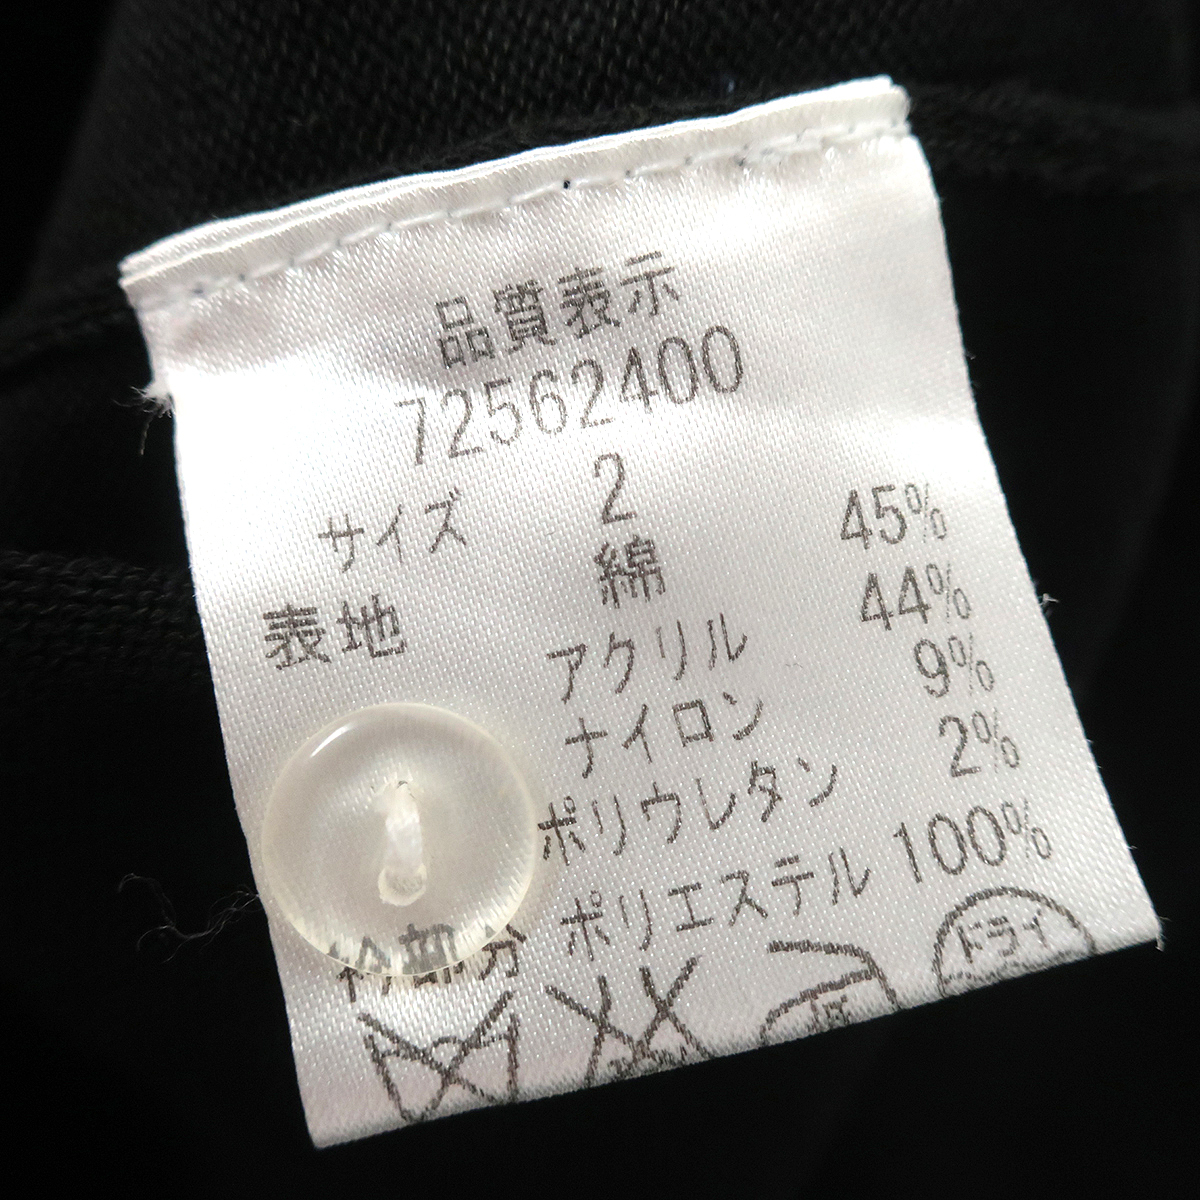 品質表示
72562400
サイズ 2
表地 綿 45%
アクリル 44%
ナイロン 9%
ポリウレタン 2%
部分 ポリエステル 100%
ドライ